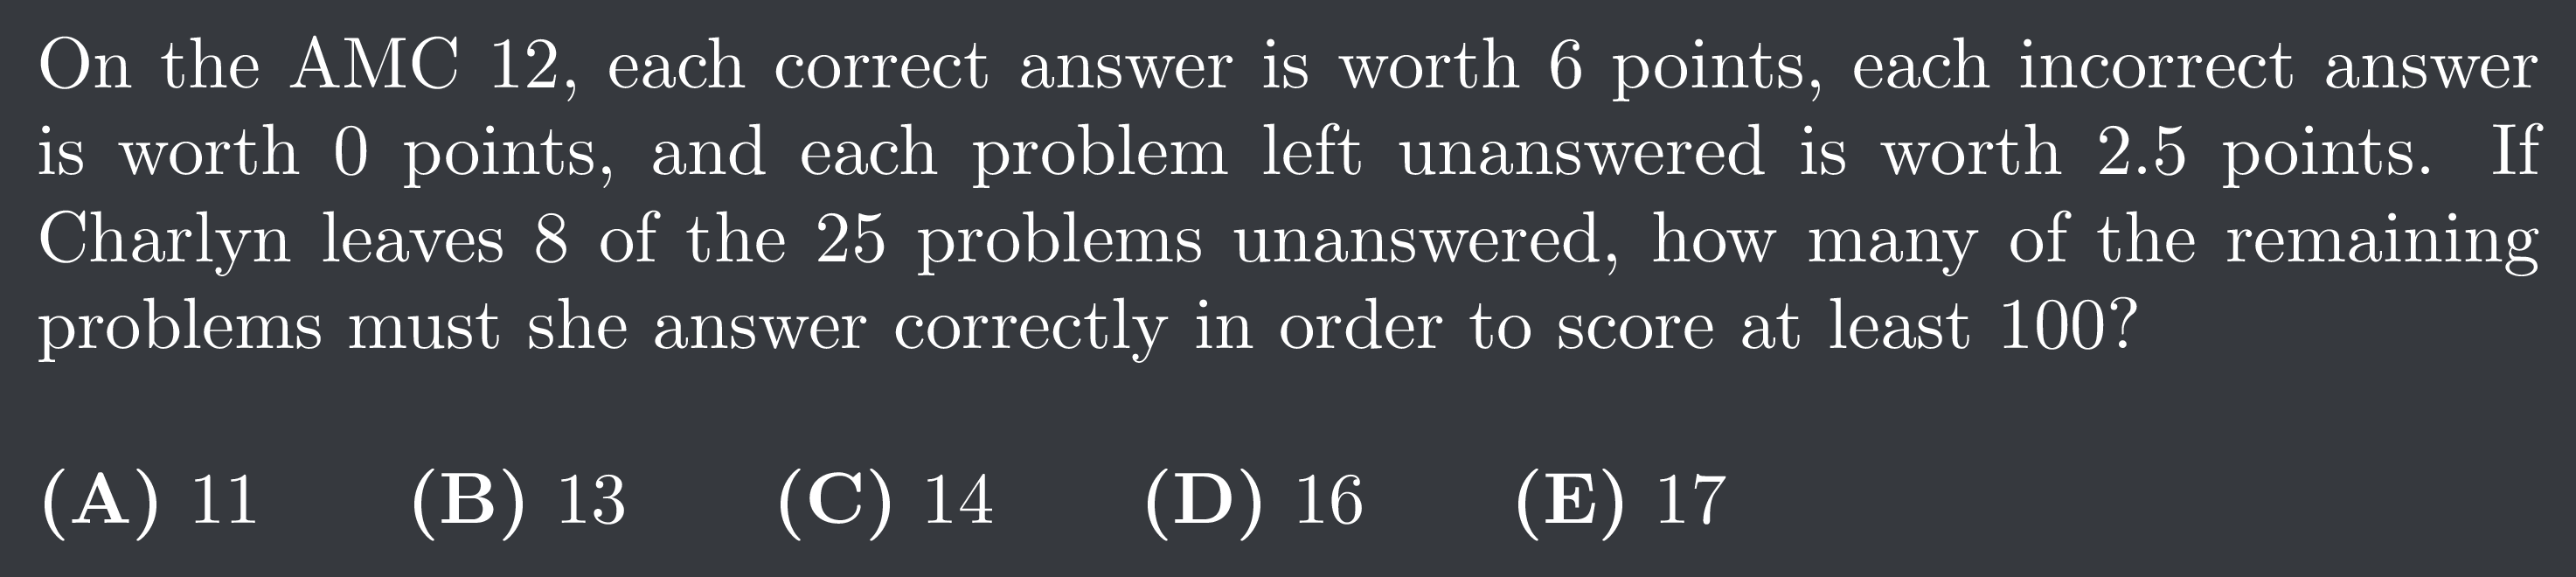 On the AMC 12, each correct answer is worth 6 points, each incorrect answer
is worth 0 points, and each problem left unanswered is worth 2.5 points. If
Charlyn leaves 8 of the 25 problems unanswered, how many of the remaining
problems must she answer correctly in order to score at least 100?
(A) 11 (B) 13 (C) 14 (D) 16 (E) 17